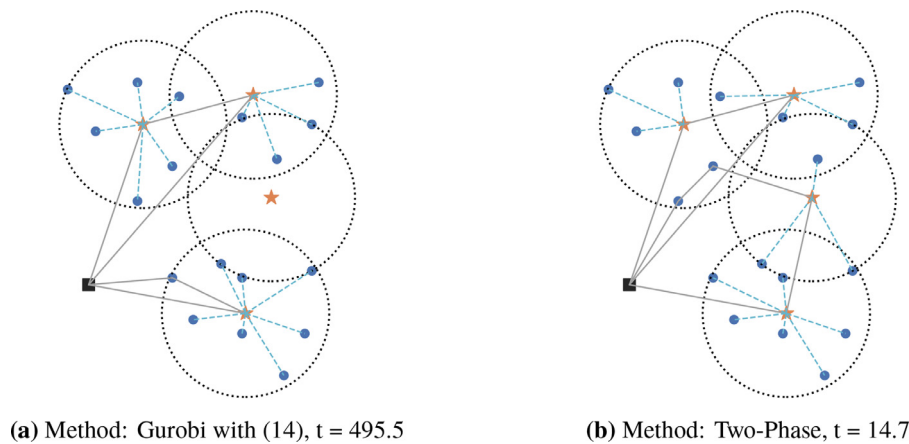 (a) Method: Gurobi with (14), t = 495.5
(b) Method: Two-Phase, t = 14.7